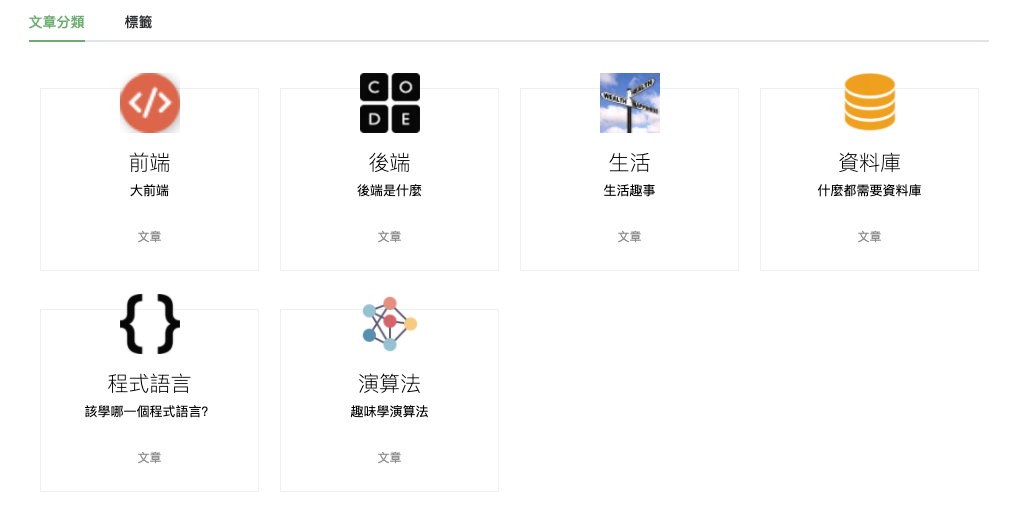 文章分類
標籤
前端
大前端
文章
C O
D E
後端
後端是什麼
文章
WEALTH
HEALTH
HAPPINESS
生活
生活趣事
文章
資料庫
什麼都需要資料庫
文章
程式語言
該學哪一個程式語言?
文章
演算法
趣味學演算法
文章